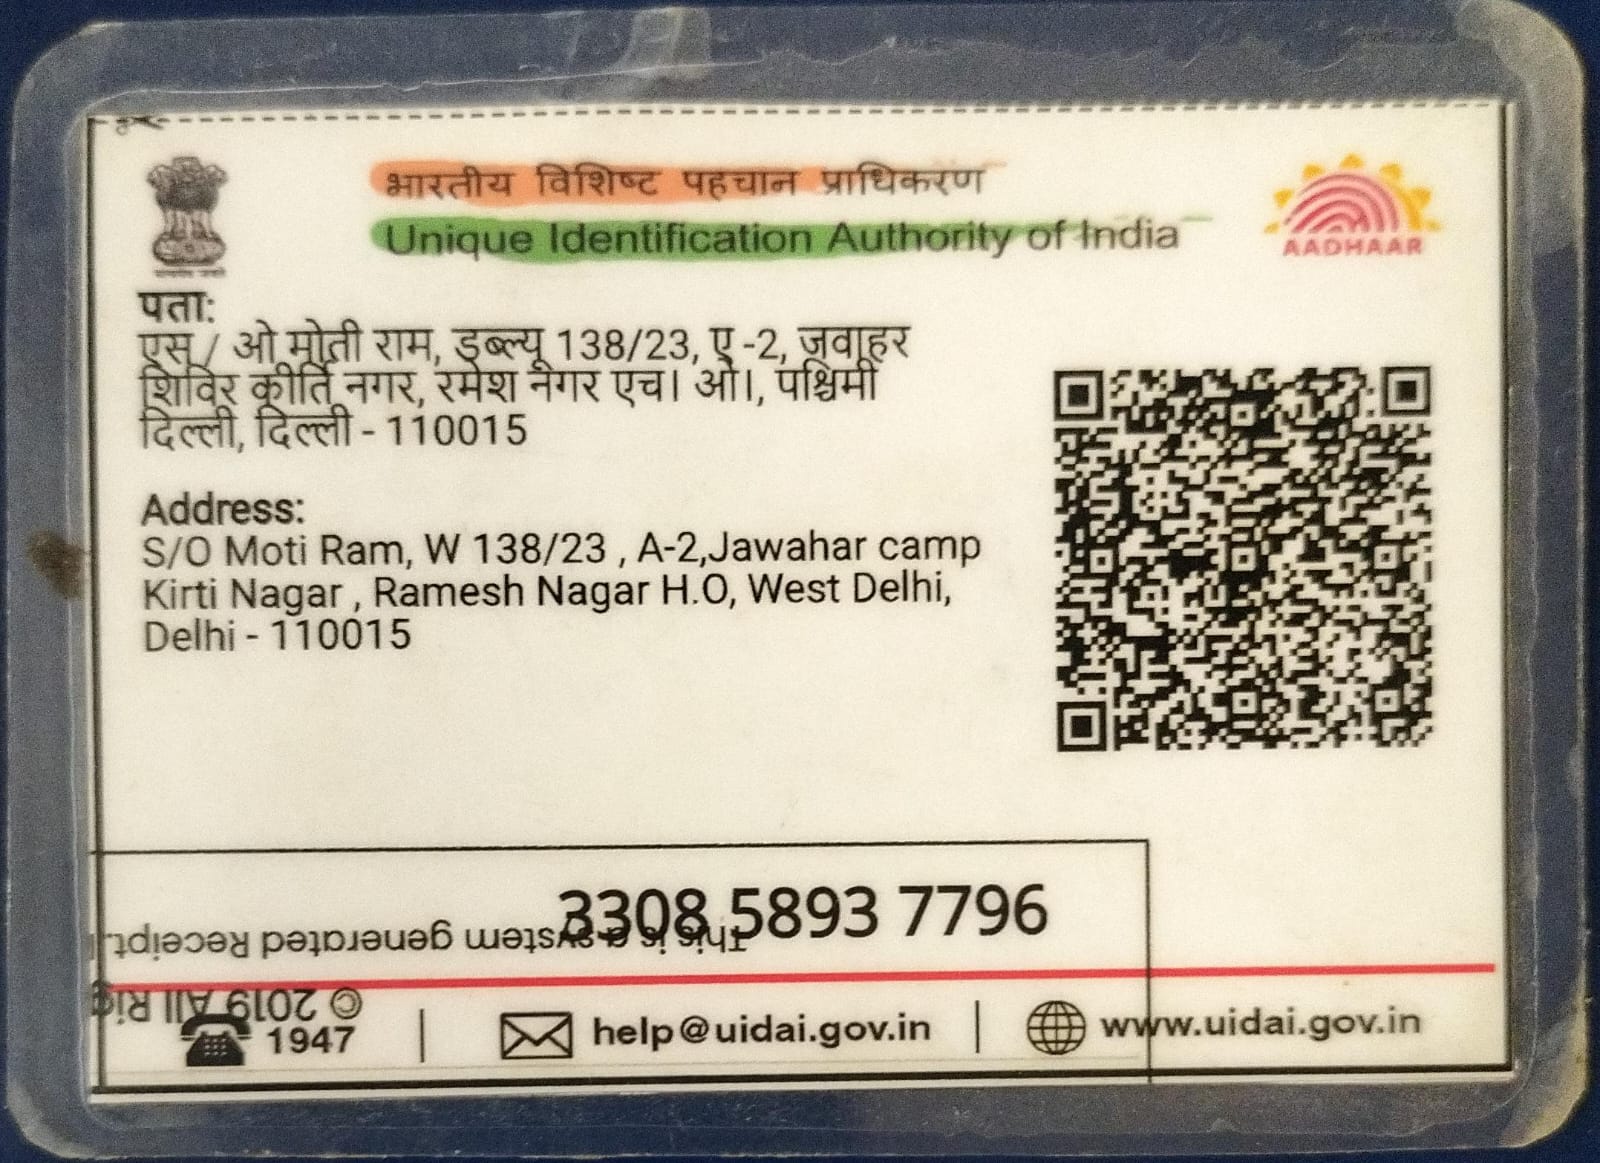 भारतीय विशिष्ट पहचान प्राधिकरण
Unique Identification Authority of India
AADHAAR
पता:
एस / ओ मोती राम, डब्ल्यू 138/23, ए -2, जवाहर
शिविर कीर्ति नगर, रमेश नगर एच। ओ।, पश्चिमी
दिल्ली, दिल्ली - 110015
Address:
S/O Moti Ram, W 138/23 , A-2,Jawahar camp
Kirti Nagar , Ramesh Nagar H.O, West Delhi,
Delhi - 110015
3308 5893 7796
This is a system generated Receipt
© 2019 All Rig
1947 | help@uidai.gov.in | www.uidai.gov.in